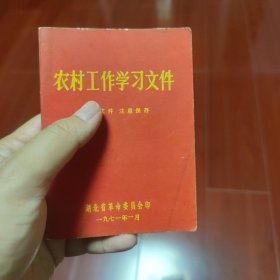 农村工作学习文件
文件 注意保存
湖北省革命委员会印
一九七一年一月